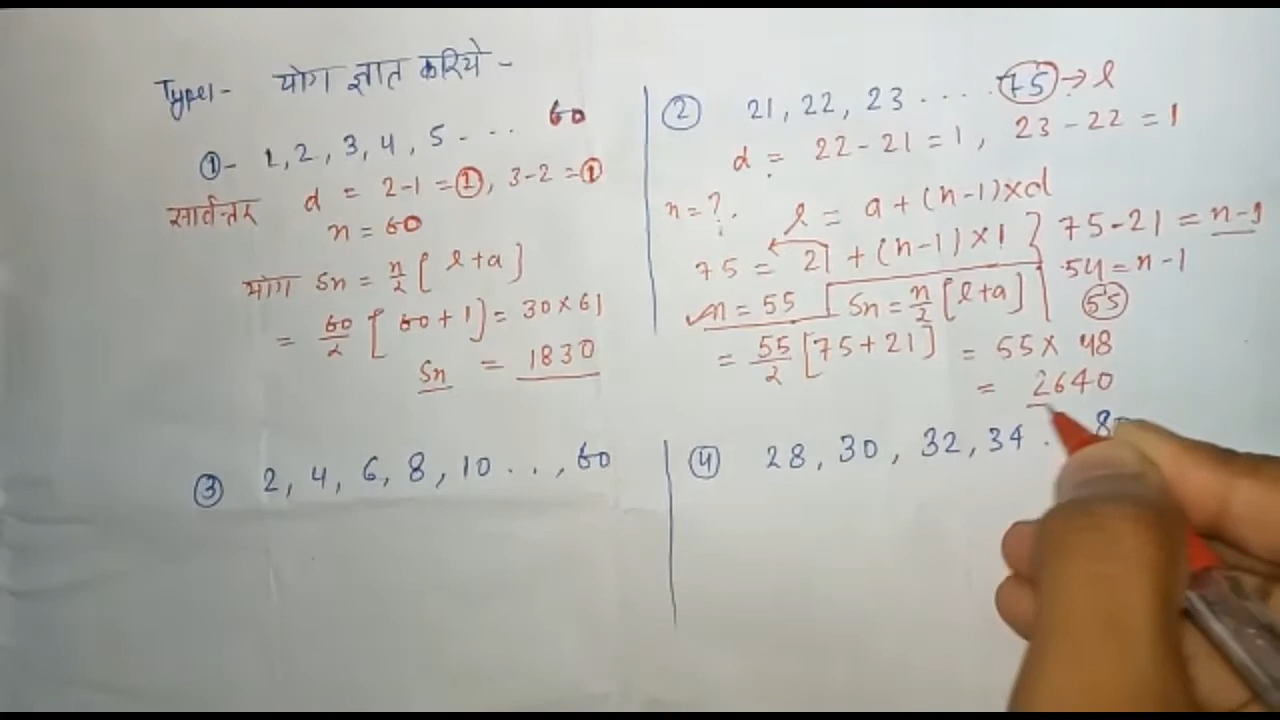 Type1- योग ज्ञात करिये -
①- 1, 2, 3, 4, 5 - - - 60
सार्वन्तर d = 2-1 = ①, 3-2 = ①
n = 60
योग Sn = n/2 [ l+a ]
= 60/2 [ 60+1 ] = 30 × 61
Sn = 1830
② 21, 22, 23 . . . . 75 → l
d = 22-21 = 1, 23-22 = 1
n = ?. l = a + (n-1)×d
75 = 21 + (n-1)×1 } 75-21 = n-1
54 = n-1
n = 55 Sn = n/2 [l+a] 55
= 55/2 [75+21] = 55 × 48
= 2640
③ 2, 4, 6, 8, 10 . . , 60
④ 28, 30, 32, 34 .